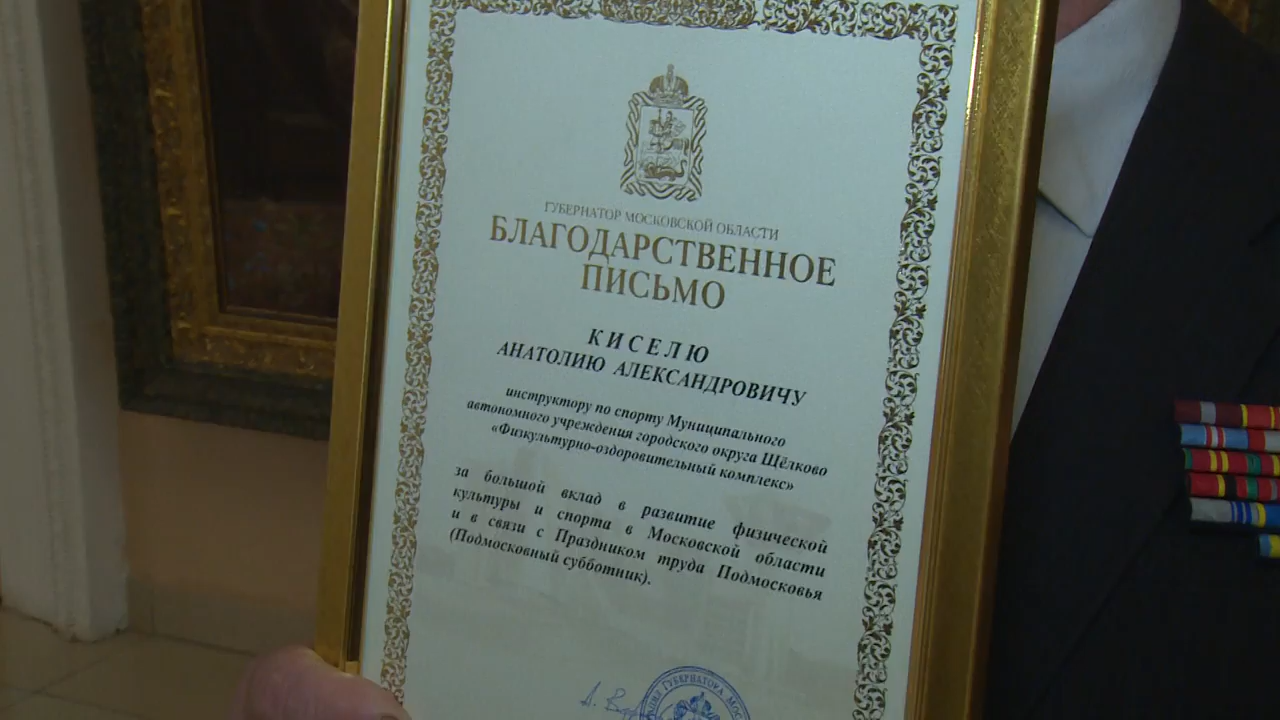 ГУБЕРНАТОР МОСКОВСКОЙ ОБЛАСТИ
БЛАГОДАРСТВЕННОЕ
ПИСЬМО
КИСЕЛЮ
АНАТОЛИЮ АЛЕКСАНДРОВИЧУ
инструктору по спорту Муниципального
автономного учреждения городского округа Щёлково
«Физкультурно-оздоровительный комплекс»
за большой вклад в развитие физической
культуры и спорта в Московской области
и в связи с Праздником труда Подмосковья
(Подмосковный субботник).
ГУБЕРНАТОРА